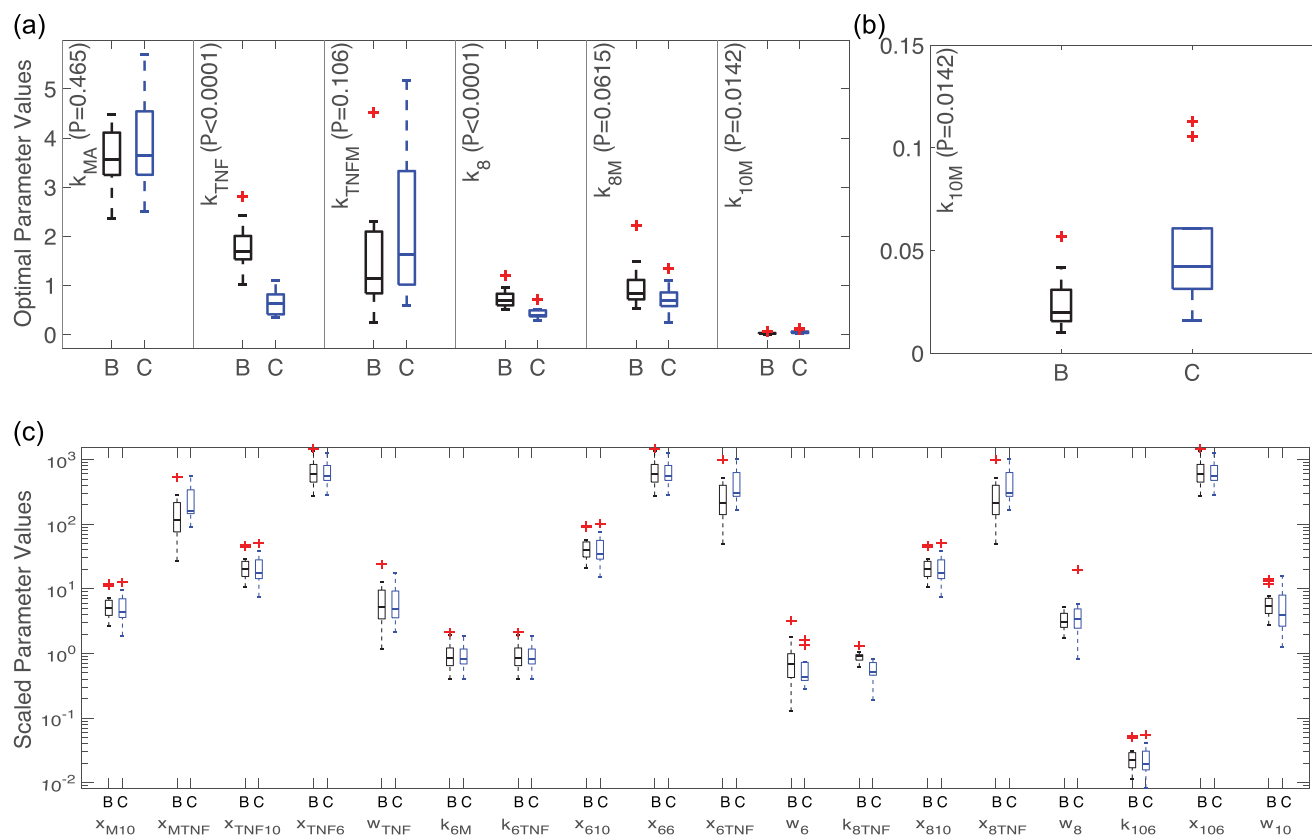 (a)
Optimal Parameter Values
5
4
3
2
1
0
k_MA (P=0.465)
k_TNF (P<0.0001)
k_TNFM (P=0.106)
k_8 (P<0.0001)
k_8M (P=0.0615)
k_10M (P=0.0142)
B C B C B C B C B C B C
(b)
0.15
0.1
0.05
0
k_10M (P=0.0142)
B C
(c)
Scaled Parameter Values
10^3
10^2
10^1
10^0
10^-1
10^-2
B C B C B C B C B C B C B C B C B C B C B C B C B C B C B C B C B C B C
x_M10 x_MTNF x_TNF10 x_TNF6 w_TNF k_6M k_6TNF x_610 x_66 x_6TNF w_6 k_8TNF x_810 x_8TNF w_8 k_106 x_106 w_10